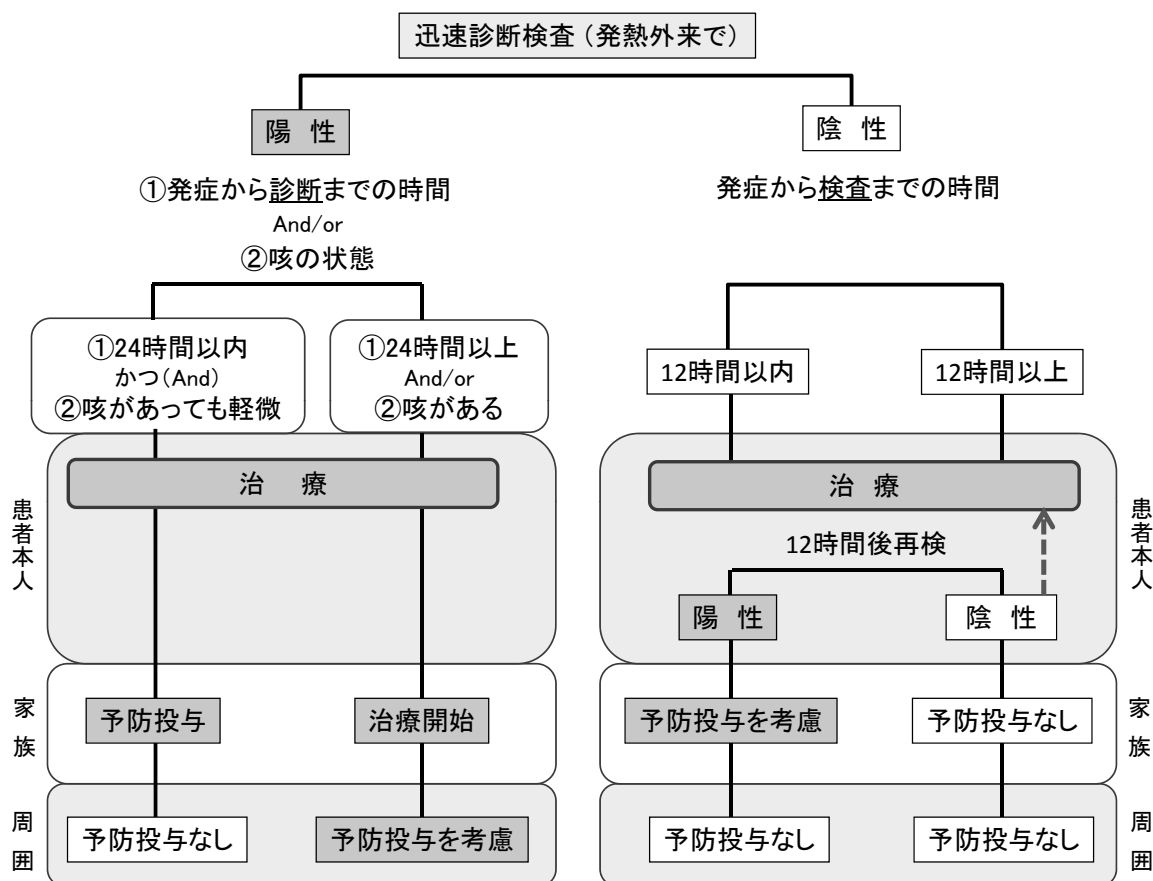 迅速診断検査（発熱外来で）
陽 性
①発症から診断までの時間
And/or
②咳の状態
①24時間以内
かつ（And）
②咳があっても軽微
①24時間以上
And/or
②咳がある
陰 性
発症から検査までの時間
12時間以内
12時間以上
患者本人
治 療
治 療
12時間後再検
陽 性
陰 性
患者本人
家族
予防投与
治療開始
予防投与を考慮
予防投与なし
家族
周囲
予防投与なし
予防投与を考慮
予防投与なし
予防投与なし
周囲